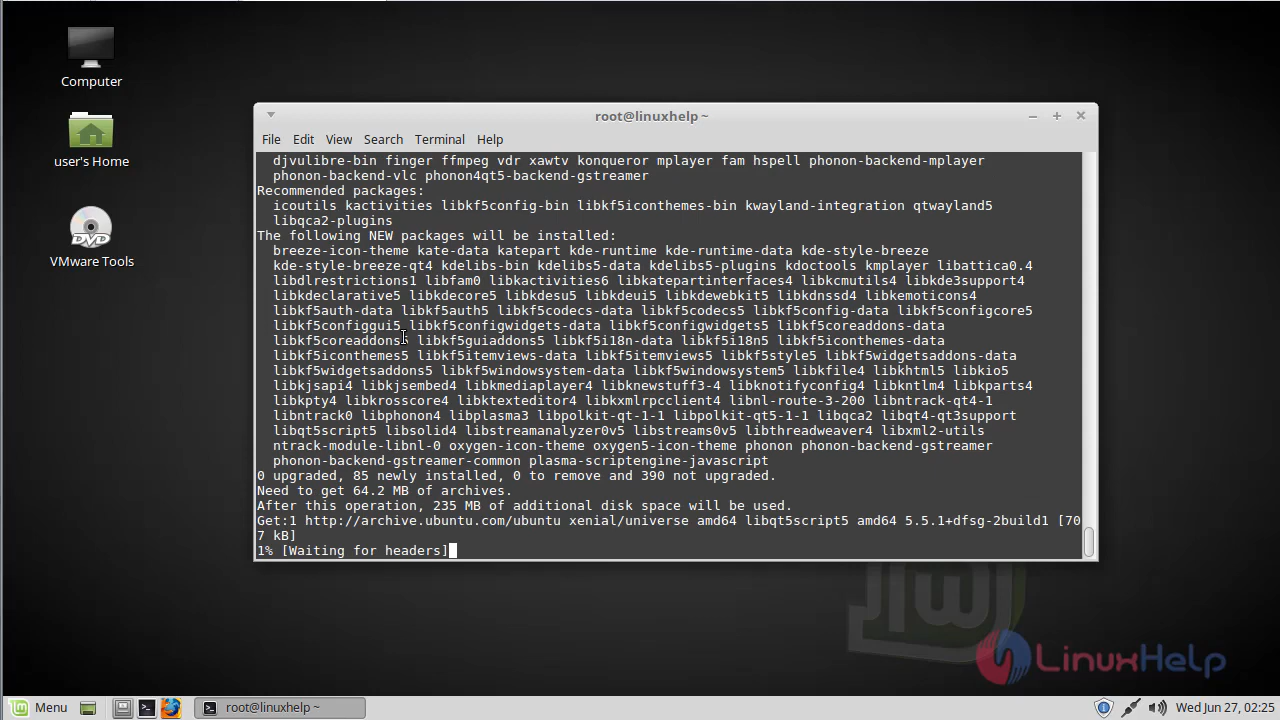 Computer
user's Home
DVD
VMware Tools
root@linuxhelp ~
File Edit View Search Terminal Help
djvulibre-bin finger ffmpeg vdr xawtv konqueror mplayer fam hspell phonon-backend-mplayer
phonon-backend-vlc phonon4qt5-backend-gstreamer
Recommended packages:
icoutils kactivities libkf5config-bin libkf5iconthemes-bin kwayland-integration qtwayland5
libqca2-plugins
The following NEW packages will be installed:
breeze-icon-theme kate-data katepart kde-runtime kde-runtime-data kde-style-breeze
kde-style-breeze-qt4 kdelibs-bin kdelibs5-data kdelibs5-plugins kdoctools kmplayer libattica0.4
libdlrestrictions1 libfam0 libkactivities6 libkatepartinterfaces4 libkcmutils4 libkde3support4
libkdeclarative5 libkdecore5 libkdesu5 libkdeui5 libkdewebkit5 libkdnssd4 libkemoticons4
libkf5auth-data libkf5auth5 libkf5codecs-data libkf5codecs5 libkf5config-data libkf5configcore5
libkf5configgui5 libkf5configwidgets-data libkf5configwidgets5 libkf5coreaddons-data
libkf5coreaddons5 libkf5guiaddons5 libkf5i18n-data libkf5i18n5 libkf5iconthemes-data
libkf5iconthemes5 libkf5itemviews-data libkf5itemviews5 libkf5style5 libkf5widgetsaddons-data
libkf5widgetsaddons5 libkf5windowsystem-data libkf5windowsystem5 libkfile4 libkhtml5 libkio5
libkjsapi4 libkjsembed4 libkmediaplayer4 libknewstuff3-4 libknotifyconfig4 libkntlm4 libkparts4
libkpty4 libkrosscore4 libktexteditor4 libkxmlrpcclient4 libnl-route-3-200 libntrack-qt4-1
libntrack0 libphonon4 libplasma3 libpolkit-qt-1-1 libpolkit-qt5-1-1 libqca2 libqt4-qt3support
libqt5script5 libsolid4 libstreamanalyzer0v5 libstreams0v5 libthreadweaver4 libxml2-utils
ntrack-module-libnl-0 oxygen-icon-theme oxygen5-icon-theme phonon phonon-backend-gstreamer
phonon-backend-gstreamer-common plasma-scriptengine-javascript
0 upgraded, 85 newly installed, 0 to remove and 390 not upgraded.
Need to get 64.2 MB of archives.
After this operation, 235 MB of additional disk space will be used.
Get:1 http://archive.ubuntu.com/ubuntu xenial/universe amd64 libqt5script5 amd64 5.5.1+dfsg-2build1 [70
7 kB]
1% [Waiting for headers]
LinuxHelp
Menu
root@linuxhelp ~
Wed Jun 27, 02:25